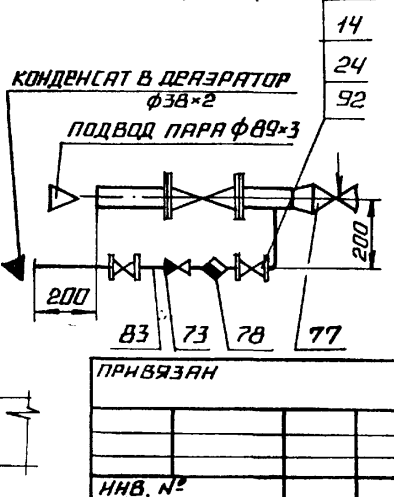 14
24
92
КОНДЕНСАТ В ДЕАЭРАТОР
ф38×2
ПОДВОД ПАРА ф89×3
200
200
83
73
78
77
ПРИВЯЗАН
ИНВ. №